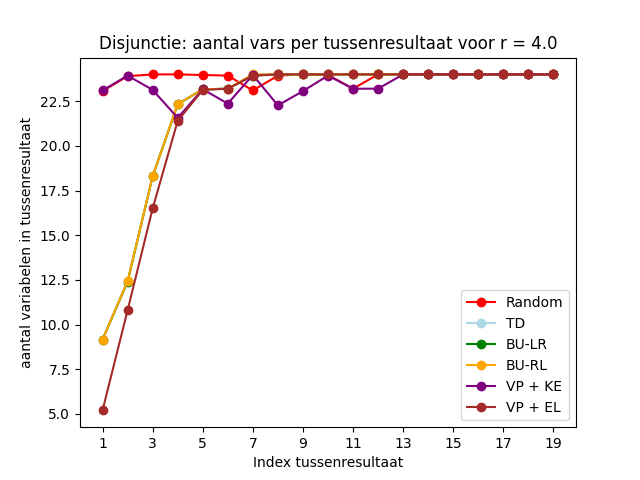 Disjunctie: aantal vars per tussenresultaat voor r = 4.0
aantal variabelen in tussenresultaat
22.5
20.0
17.5
15.0
12.5
10.0
7.5
5.0
Random
TD
BU-LR
BU-RL
VP + KE
VP + EL
1 3 5 7 9 11 13 15 17 19
Index tussenresultaat